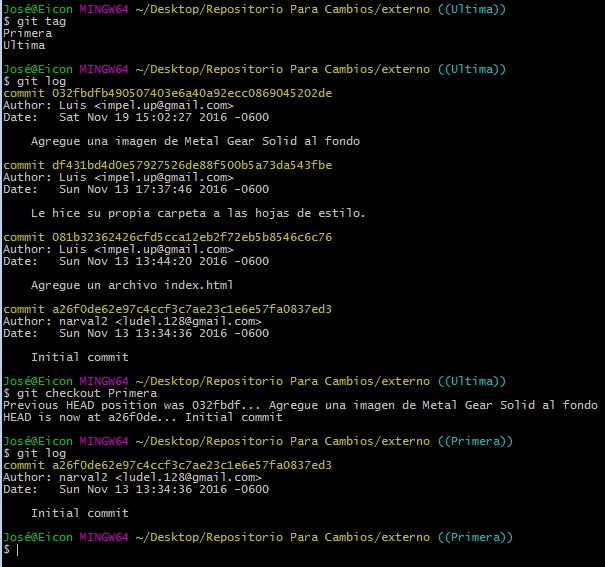 José@Eicon MINGW64 ~/Desktop/Repositorio Para Cambios/externo ((Ultima))
$ git tag
Primera
Ultima
José@Eicon MINGW64 ~/Desktop/Repositorio Para Cambios/externo ((Ultima))
$ git log
commit 032fbdfb490507403e6a40a92ecc0869045202de
Author: Luis <impel.up@gmail.com>
Date:   Sat Nov 19 15:02:27 2016 -0600
    Agregue una imagen de Metal Gear Solid al fondo
commit df431bd4d0e57927526de88f500b5a73da543fbe
Author: Luis <impel.up@gmail.com>
Date:   Sun Nov 13 17:37:46 2016 -0600
    Le hice su propia carpeta a las hojas de estilo.
commit 081b32362426cfd5cca12eb2f72eb5b8546c6c76
Author: Luis <impel.up@gmail.com>
Date:   Sun Nov 13 13:44:20 2016 -0600
    Agregue un archivo index.html
commit a26f0de62e97c4ccf3c7ae23c1e6e57fa0837ed3
Author: narval2 <ludel.128@gmail.com>
Date:   Sun Nov 13 13:34:36 2016 -0600
    Initial commit
José@Eicon MINGW64 ~/Desktop/Repositorio Para Cambios/externo ((Ultima))
$ git checkout Primera
Previous HEAD position was 032fbdf... Agregue una imagen de Metal Gear Solid al fondo
HEAD is now at a26f0de... Initial commit
José@Eicon MINGW64 ~/Desktop/Repositorio Para Cambios/externo ((Primera))
$ git log
commit a26f0de62e97c4ccf3c7ae23c1e6e57fa0837ed3
Author: narval2 <ludel.128@gmail.com>
Date:   Sun Nov 13 13:34:36 2016 -0600
    Initial commit
José@Eicon MINGW64 ~/Desktop/Repositorio Para Cambios/externo ((Primera))
$